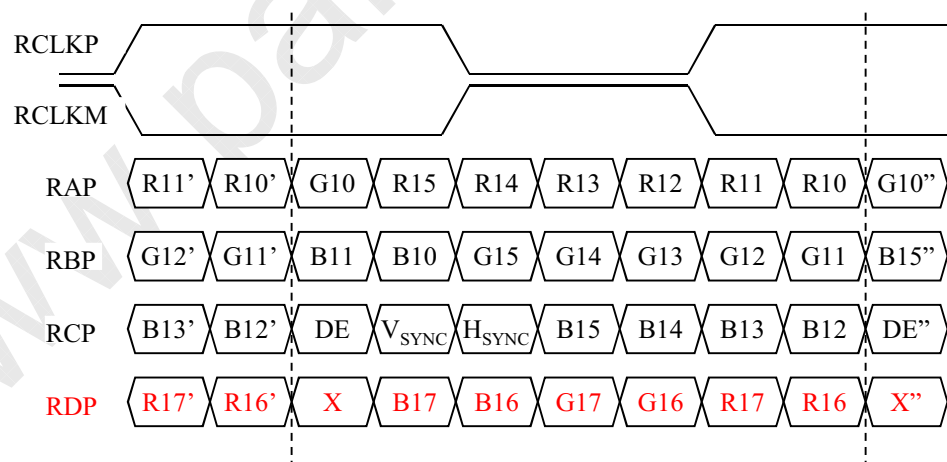 RCLKP
RCLKM
RAP R11’ R10’ G10 R15 R14 R13 R12 R11 R10 G10”
RBP G12’ G11’ B11 B10 G15 G14 G13 G12 G11 B15”
RCP B13’ B12’ DE VSYNC HSYNC B15 B14 B13 B12 DE”
RDP R17’ R16’ X B17 B16 G17 G16 R17 R16 X”